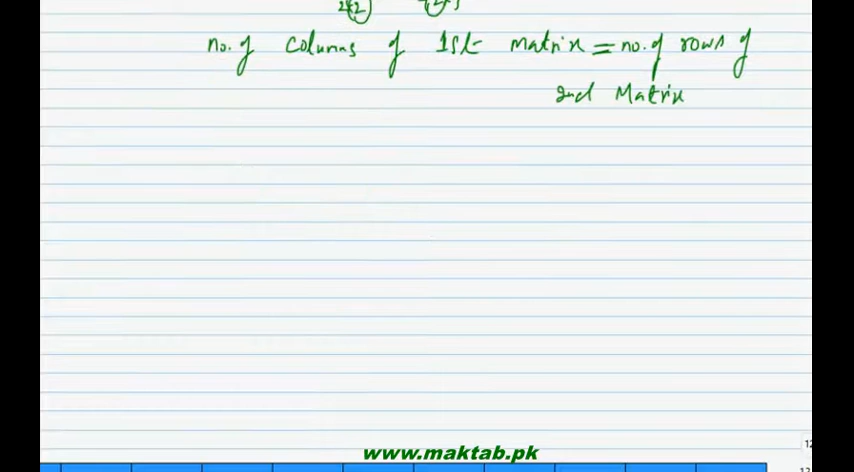 no. of columns of 1st matrix = no. of rows of
2nd Matrix
www.maktab.pk